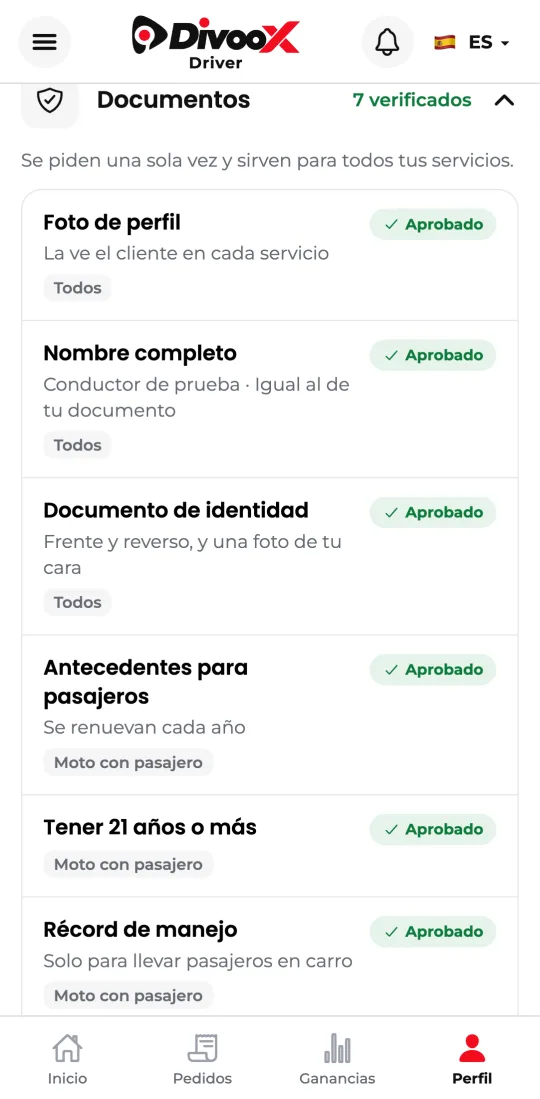 DivooX
Driver
ES
Documentos
7 verificados
Se piden una sola vez y sirven para todos tus servicios.
Foto de perfil
Aprobado
La ve el cliente en cada servicio
Todos
Nombre completo
Aprobado
Conductor de prueba · Igual al de
tu documento
Todos
Documento de identidad
Aprobado
Frente y reverso, y una foto de tu
cara
Todos
Antecedentes para
pasajeros
Aprobado
Se renuevan cada año
Moto con pasajero
Tener 21 años o más
Aprobado
Moto con pasajero
Récord de manejo
Aprobado
Solo para llevar pasajeros en carro
Moto con pasajero
Inicio
Pedidos
Ganancias
Perfil